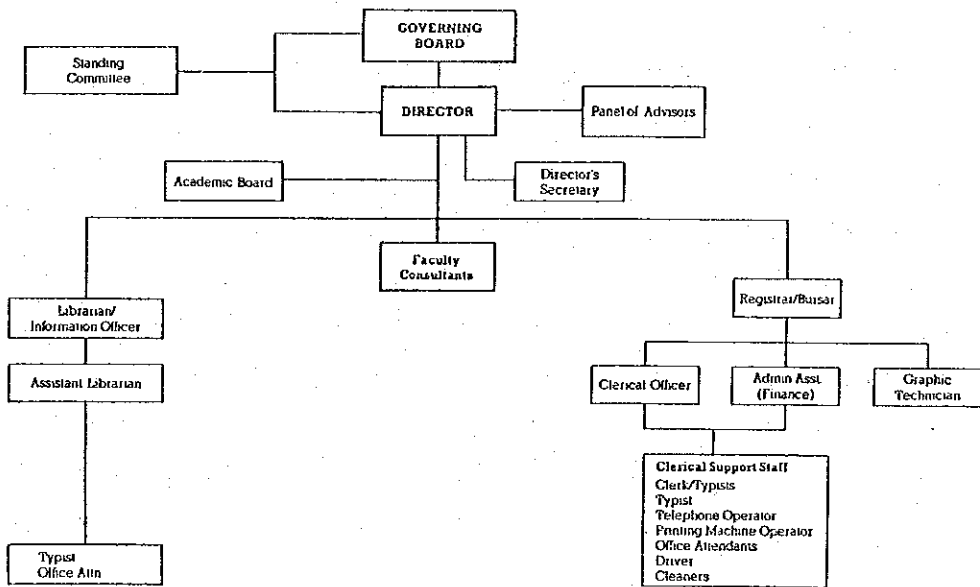 GOVERNING
BOARD
Standing
Committee
DIRECTOR
Panel of Advisors
Academic Board
Director's
Secretary
Faculty
Consultants
Librarian/
Information Officer
Registrar/Bursar
Assistant Librarian
Clerical Officer
Admin Asst.
(Finance)
Graphic
Technician
Clerical Support Staff
Clerk/Typists
Typist
Telephone Operator
Printing Machine Operator
Office Attendants
Driver
Cleaners
Typist
Office Attn